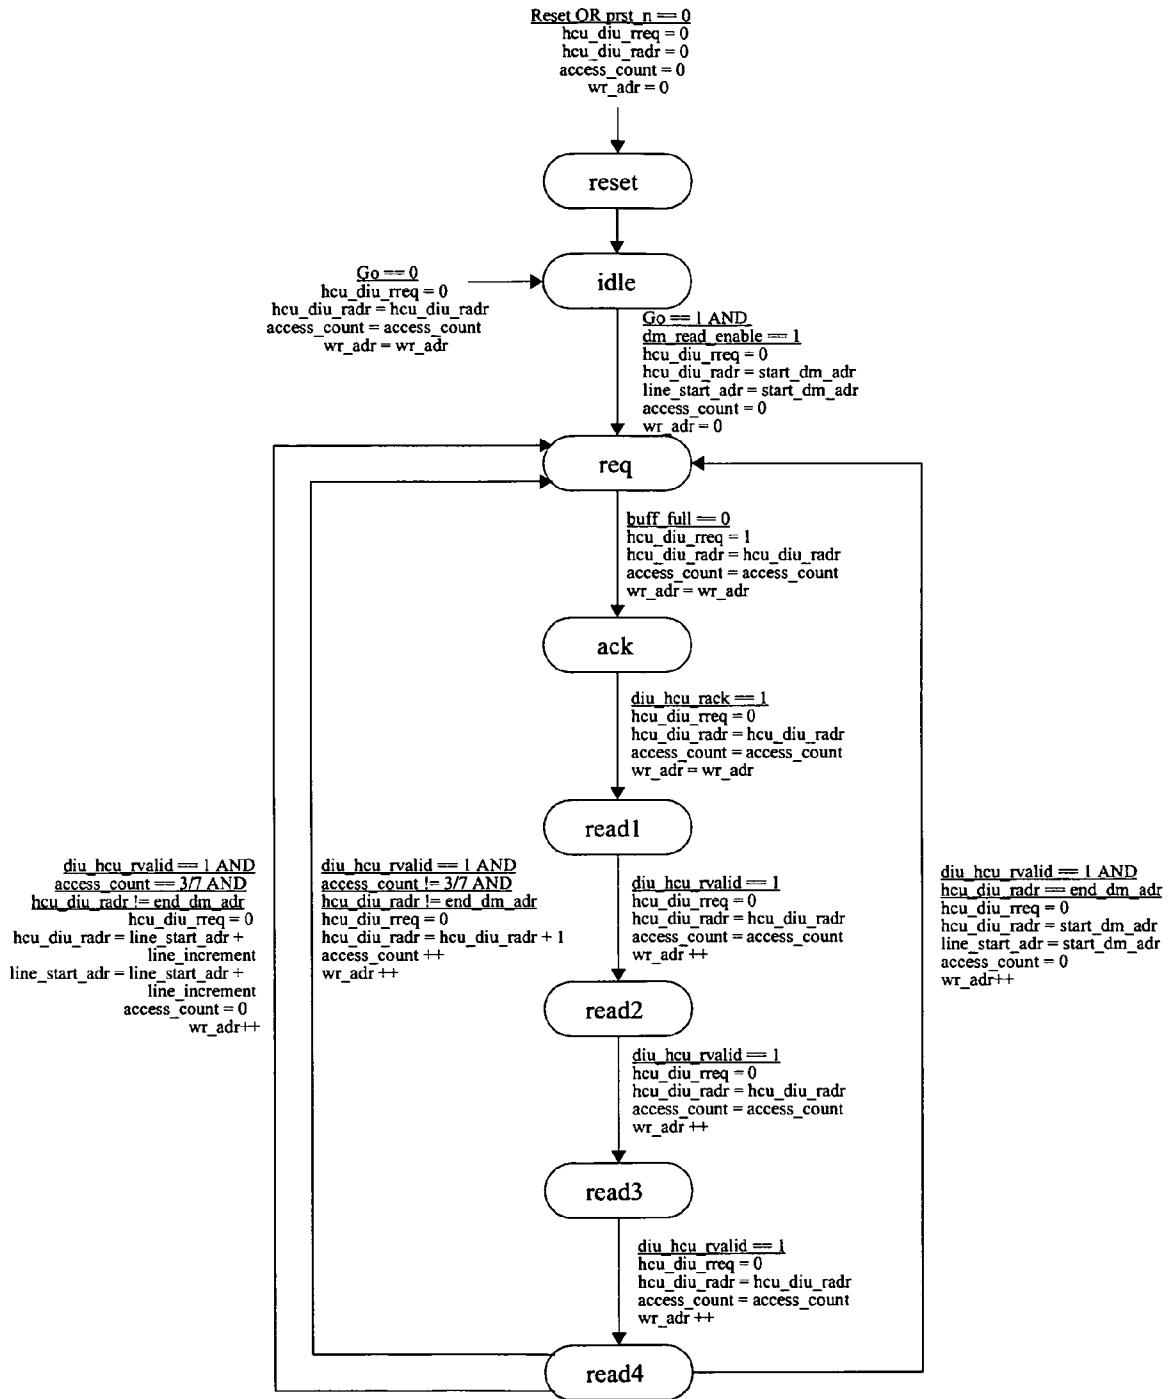 Reset OR prst_n == 0
hcu_diu_rreq = 0
hcu_diu_radr = 0
access_count = 0
wr_adr = 0
reset
idle
Go == 0
hcu_diu_rreq = 0
hcu_diu_radr = hcu_diu_radr
access_count = access_count
wr_adr = wr_adr
Go == 1 AND
dm_read_enable == 1
hcu_diu_rreq = 0
hcu_diu_radr = start_dm_adr
line_start_adr = start_dm_adr
access_count = 0
wr_adr = 0
req
buff_full == 0
hcu_diu_rreq = 1
hcu_diu_radr = hcu_diu_radr
access_count = access_count
wr_adr = wr_adr
ack
diu_hcu_rack == 1
hcu_diu_rreq = 0
hcu_diu_radr = hcu_diu_radr
access_count = access_count
wr_adr = wr_adr
read1
diu_hcu_rvalid == 1 AND
access_count == 3/7 AND
hcu_diu_radr != end_dm_adr
hcu_diu_rreq = 0
hcu_diu_radr = line_start_adr +
line_increment
line_start_adr = line_start_adr +
line_increment
access_count = 0
wr_adr++
diu_hcu_rvalid == 1 AND
access_count != 3/7 AND
hcu_diu_radr != end_dm_adr
hcu_diu_rreq = 0
hcu_diu_radr = hcu_diu_radr + 1
access_count ++
wr_adr ++
diu_hcu_rvalid == 1
hcu_diu_rreq = 0
hcu_diu_radr = hcu_diu_radr
access_count = access_count
wr_adr ++
diu_hcu_rvalid == 1 AND
hcu_diu_radr == end_dm_adr
hcu_diu_rreq = 0
hcu_diu_radr = start_dm_adr
line_start_adr = start_dm_adr
access_count = 0
wr_adr++
read2
diu_hcu_rvalid == 1
hcu_diu_rreq = 0
hcu_diu_radr = hcu_diu_radr
access_count = access_count
wr_adr ++
read3
diu_hcu_rvalid == 1
hcu_diu_rreq = 0
hcu_diu_radr = hcu_diu_radr
access_count = access_count
wr_adr ++
read4